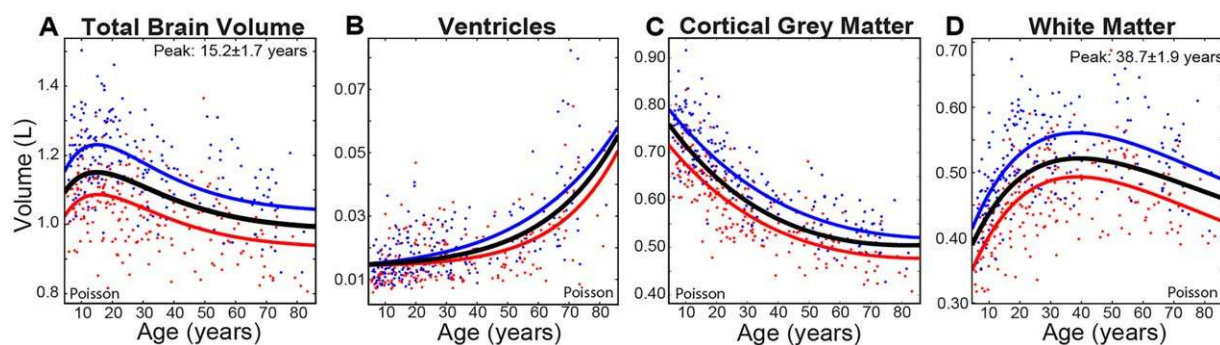 A Total Brain Volume
Peak: 15.2±1.7 years
Volume (L)
1.4
1.2
1.0
0.8
Poisson
10 20 30 40 50 60 70 80
Age (years)
B Ventricles
0.07
0.05
0.03
0.01
Poisson
10 20 30 40 50 60 70 80
Age (years)
C Cortical Grey Matter
0.90
0.80
0.70
0.60
0.50
0.40
Poisson
10 20 30 40 50 60 70 80
Age (years)
D White Matter
Peak: 38.7±1.9 years
0.70
0.60
0.50
0.40
0.30
Poisson
10 20 30 40 50 60 70 80
Age (years)